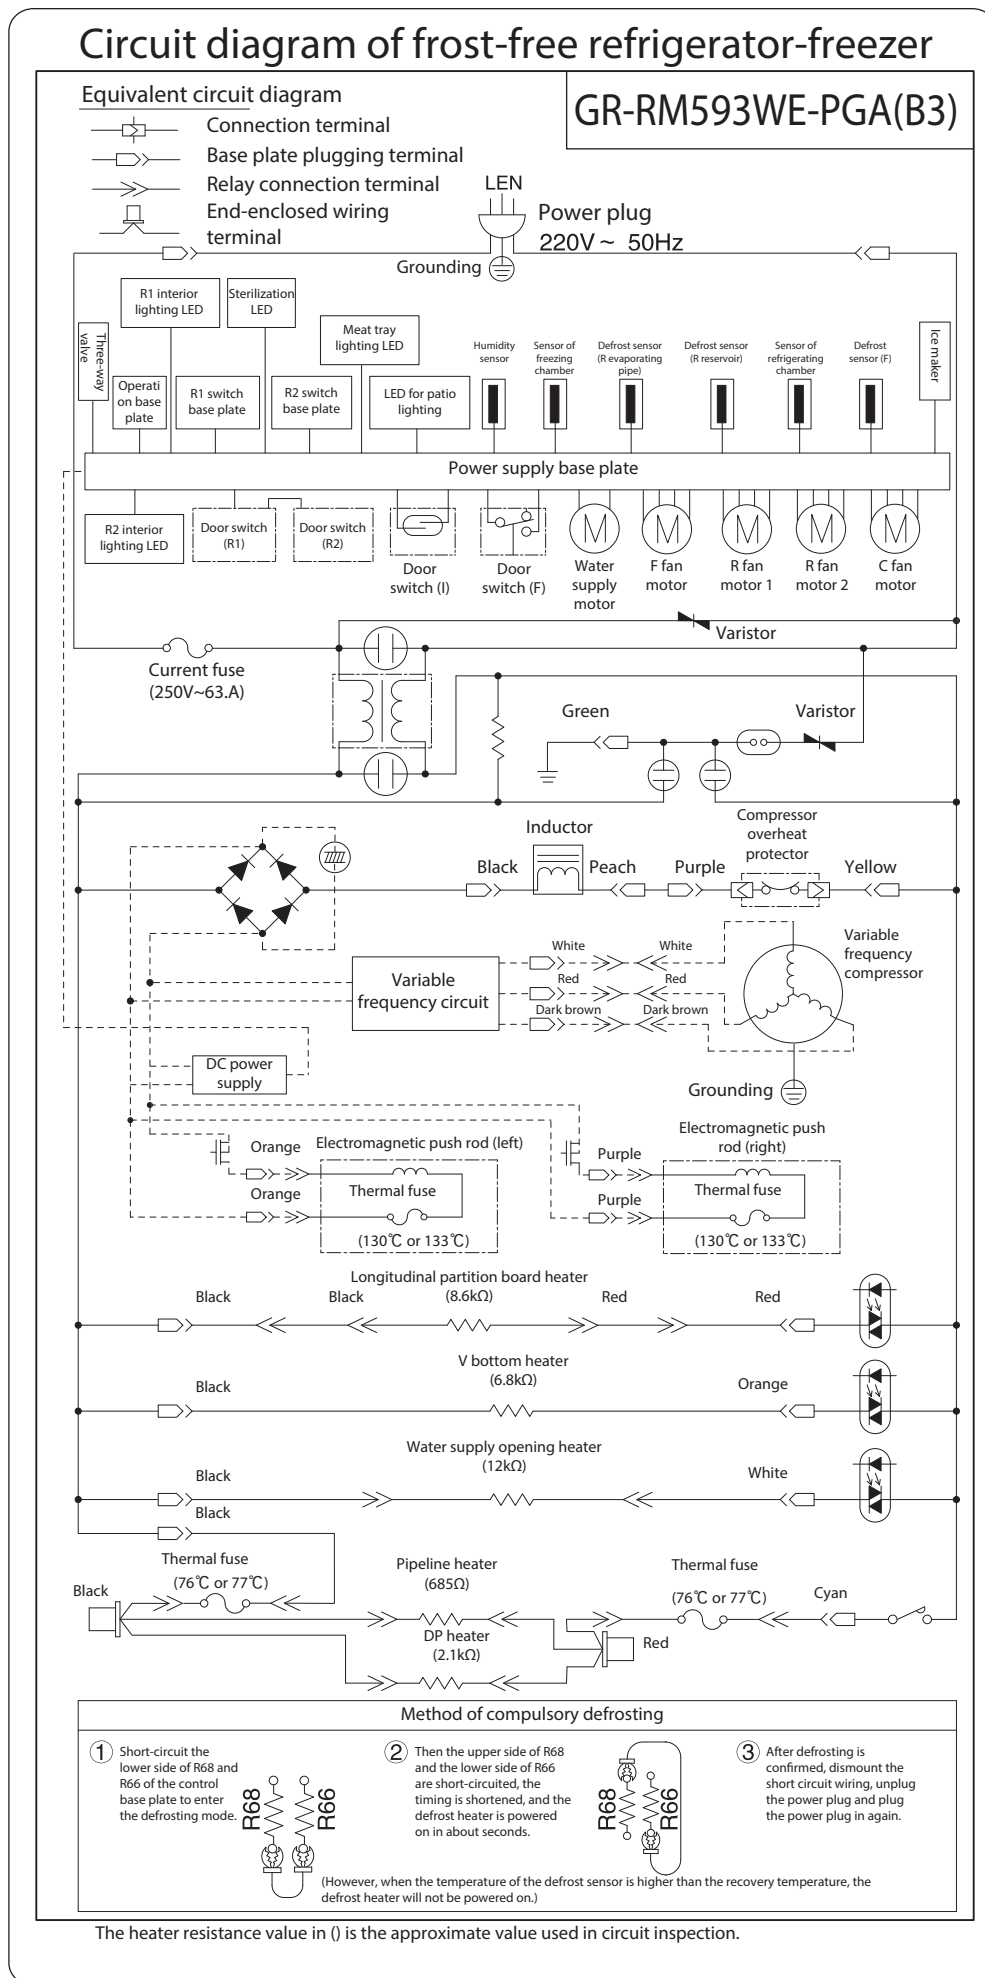 Circuit diagram of frost-free refrigerator-freezer
Equivalent circuit diagram
GR-RM593WE-PGA(B3)
Connection terminal
Base plate plugging terminal
Relay connection terminal
End-enclosed wiring
terminal
LEN
Power plug
220V ~ 50Hz
Grounding
R1 interior
lighting LED
Sterilization
LED
Meat tray
lighting LED
Three-way
valve
Operati
on base
plate
R1 switch
base plate
R2 switch
base plate
LED for patio
lighting
Humidity
sensor
Sensor of
freezing
chamber
Defrost sensor
(R evaporating
pipe)
Defrost sensor
(R reservoir)
Sensor of
refrigerating
chamber
Defrost
sensor (F)
Ice maker
Power supply base plate
R2 interior
lighting LED
Door switch
(R1)
Door switch
(R2)
Door
switch (I)
Door
switch (F)
M
Water
supply
motor
M
F fan
motor
M
R fan
motor 1
M
R fan
motor 2
M
C fan
motor
Varistor
Current fuse
(250V~63.A)
Green
Varistor
Compressor
overheat
protector
Inductor
Black
Peach
Purple
Yellow
Variable
frequency circuit
White
White
Red
Red
Dark brown
Dark brown
Variable
frequency
compressor
DC power
supply
Grounding
Orange
Electromagnetic push rod (left)
Orange
Thermal fuse
(130℃ or 133℃)
Electromagnetic push
rod (right)
Purple
Purple
Thermal fuse
(130℃ or 133℃)
Longitudinal partition board heater
(8.6kΩ)
Black
Black
Red
Red
V bottom heater
(6.8kΩ)
Black
Orange
Water supply opening heater
(12kΩ)
Black
White
Black
Thermal fuse
(76℃ or 77℃)
Black
Pipeline heater
(685Ω)
DP heater
(2.1kΩ)
Thermal fuse
(76℃ or 77℃)
Cyan
Red
Method of compulsory defrosting
1 Short-circuit the
lower side of R68 and
R66 of the control
base plate to enter
the defrosting mode.
R68
R66
2 Then the upper side of R68
and the lower side of R66
are short-circuited, the
timing is shortened, and the
defrost heater is powered
on in about seconds.
R68
R66
3 After defrosting is
confirmed, dismount the
short circuit wiring, unplug
the power plug and plug
the power plug in again.
(However, when the temperature of the defrost sensor is higher than the recovery temperature, the
defrost heater will not be powered on.)
The heater resistance value in () is the approximate value used in circuit inspection.